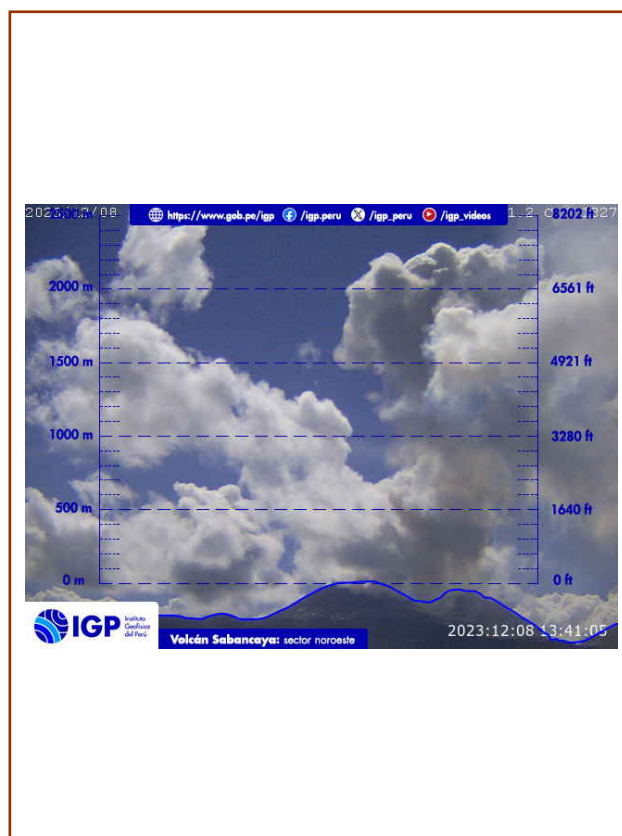 https://www.gob.pe/igp /igp.peru /igp_peru /igp_videos
8202 ft
2000 m 6561 ft
1500 m 4921 ft
1000 m 3280 ft
500 m 1640 ft
0 m 0 ft
IGP
Instituto
Geofísico
del Perú
Volcán Sabancaya: sector noroeste
2023:12:08 13:41:05